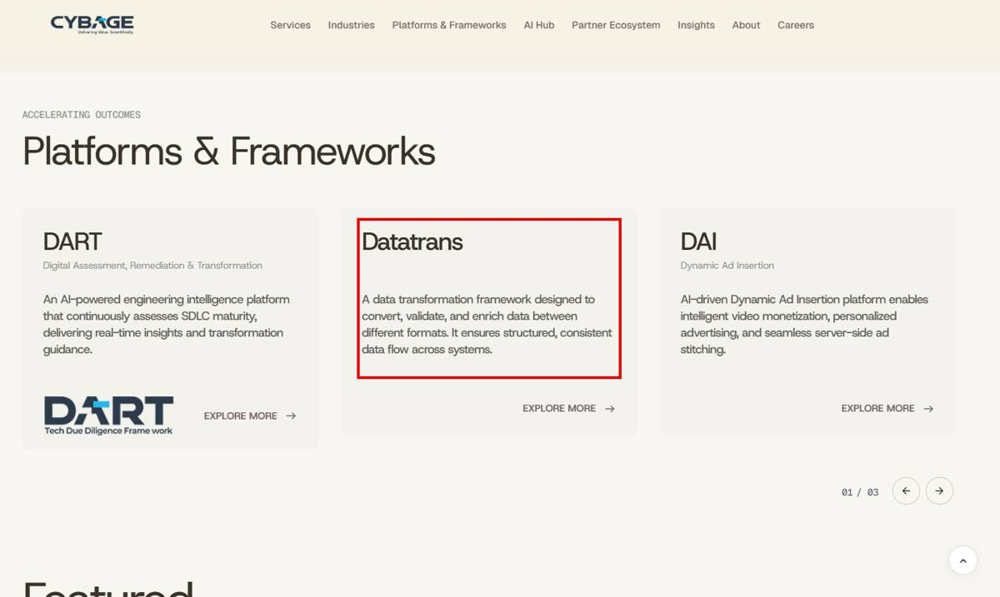 CYBAGE
Delivering Value. Scientifically.
Services Industries Platforms & Frameworks AI Hub Partner Ecosystem Insights About Careers
ACCELERATING OUTCOMES
Platforms & Frameworks
DART
Digital Assessment, Remediation & Transformation
An AI-powered engineering intelligence platform
that continuously assesses SDLC maturity,
delivering real-time insights and transformation
guidance.
DART
Tech Due Diligence Frame work
EXPLORE MORE →
Datatrans
A data transformation framework designed to
convert, validate, and enrich data between
different formats. It ensures structured, consistent
data flow across systems.
EXPLORE MORE →
DAI
Dynamic Ad Insertion
AI-driven Dynamic Ad Insertion platform enables
intelligent video monetization, personalized
advertising, and seamless server-side ad
stitching.
EXPLORE MORE →
01 / 03
Featured